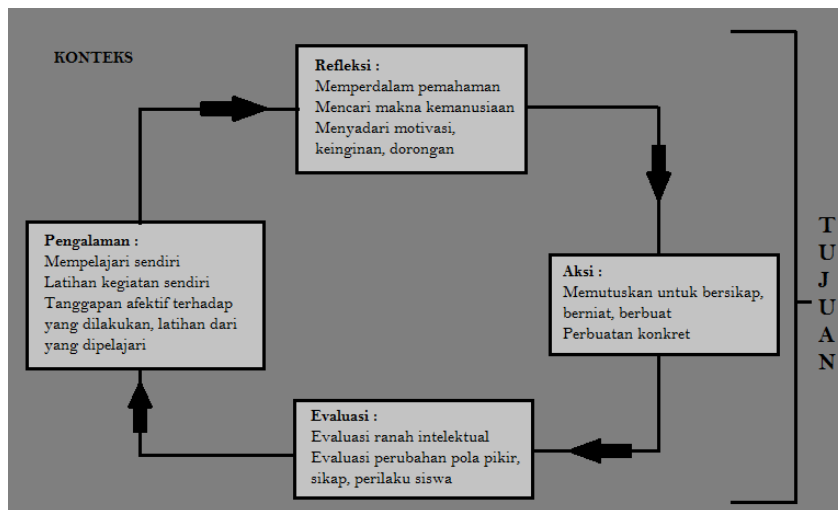 KONTEKS
Refleksi :
Memperdalam pemahaman
Mencari makna kemanusiaan
Menyadari motivasi,
keinginan, dorongan
Pengalaman :
Mempelajari sendiri
Latihan kegiatan sendiri
Tanggapan afektif terhadap
yang dilakukan, latihan dari
yang dipelajari
Aksi :
Memutuskan untuk bersikap,
berniat, berbuat
Perbuatan konkret
Evaluasi :
Evaluasi ranah intelektual
Evaluasi perubahan pola pikir,
sikap, perilaku siswa
TUJUAN